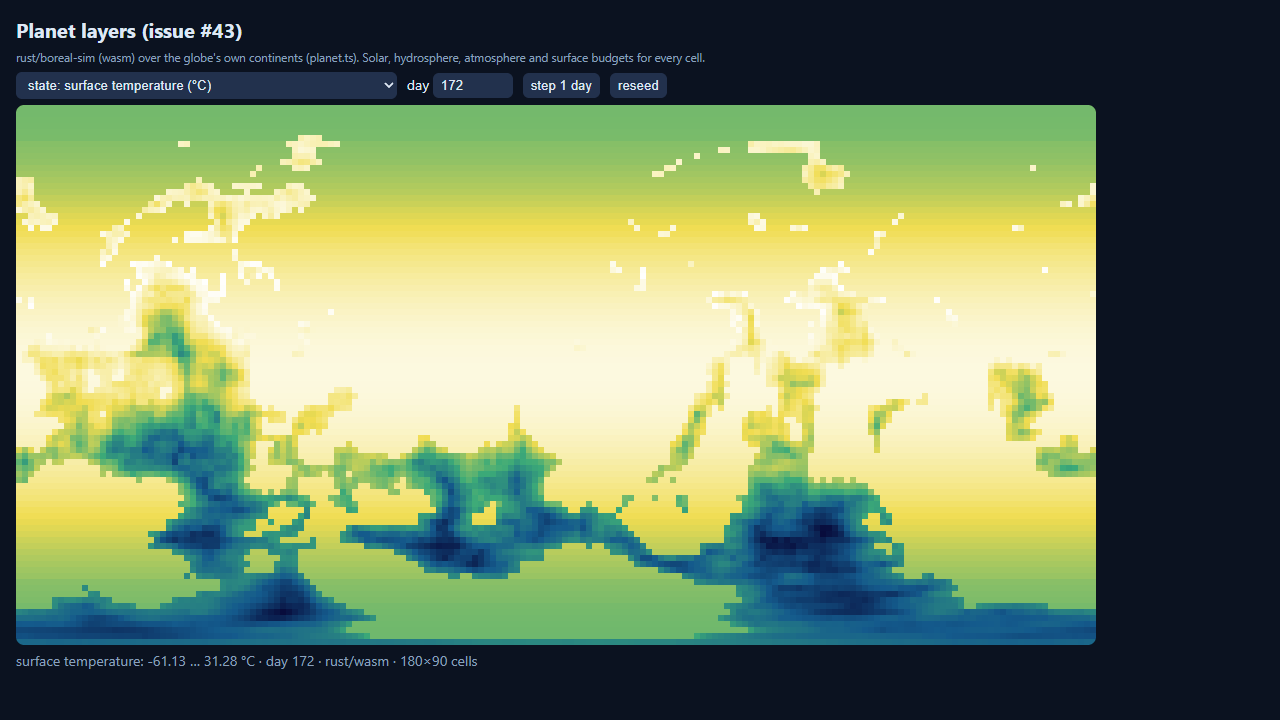 Planet layers (issue #43)
rust/boreal-sim (wasm) over the globe's own continents (planet.ts). Solar, hydrosphere, atmosphere and surface budgets for every cell.
state: surface temperature (°C) day 172 step 1 day reseed
surface temperature: -61.13 … 31.28 °C · day 172 · rust/wasm · 180×90 cells